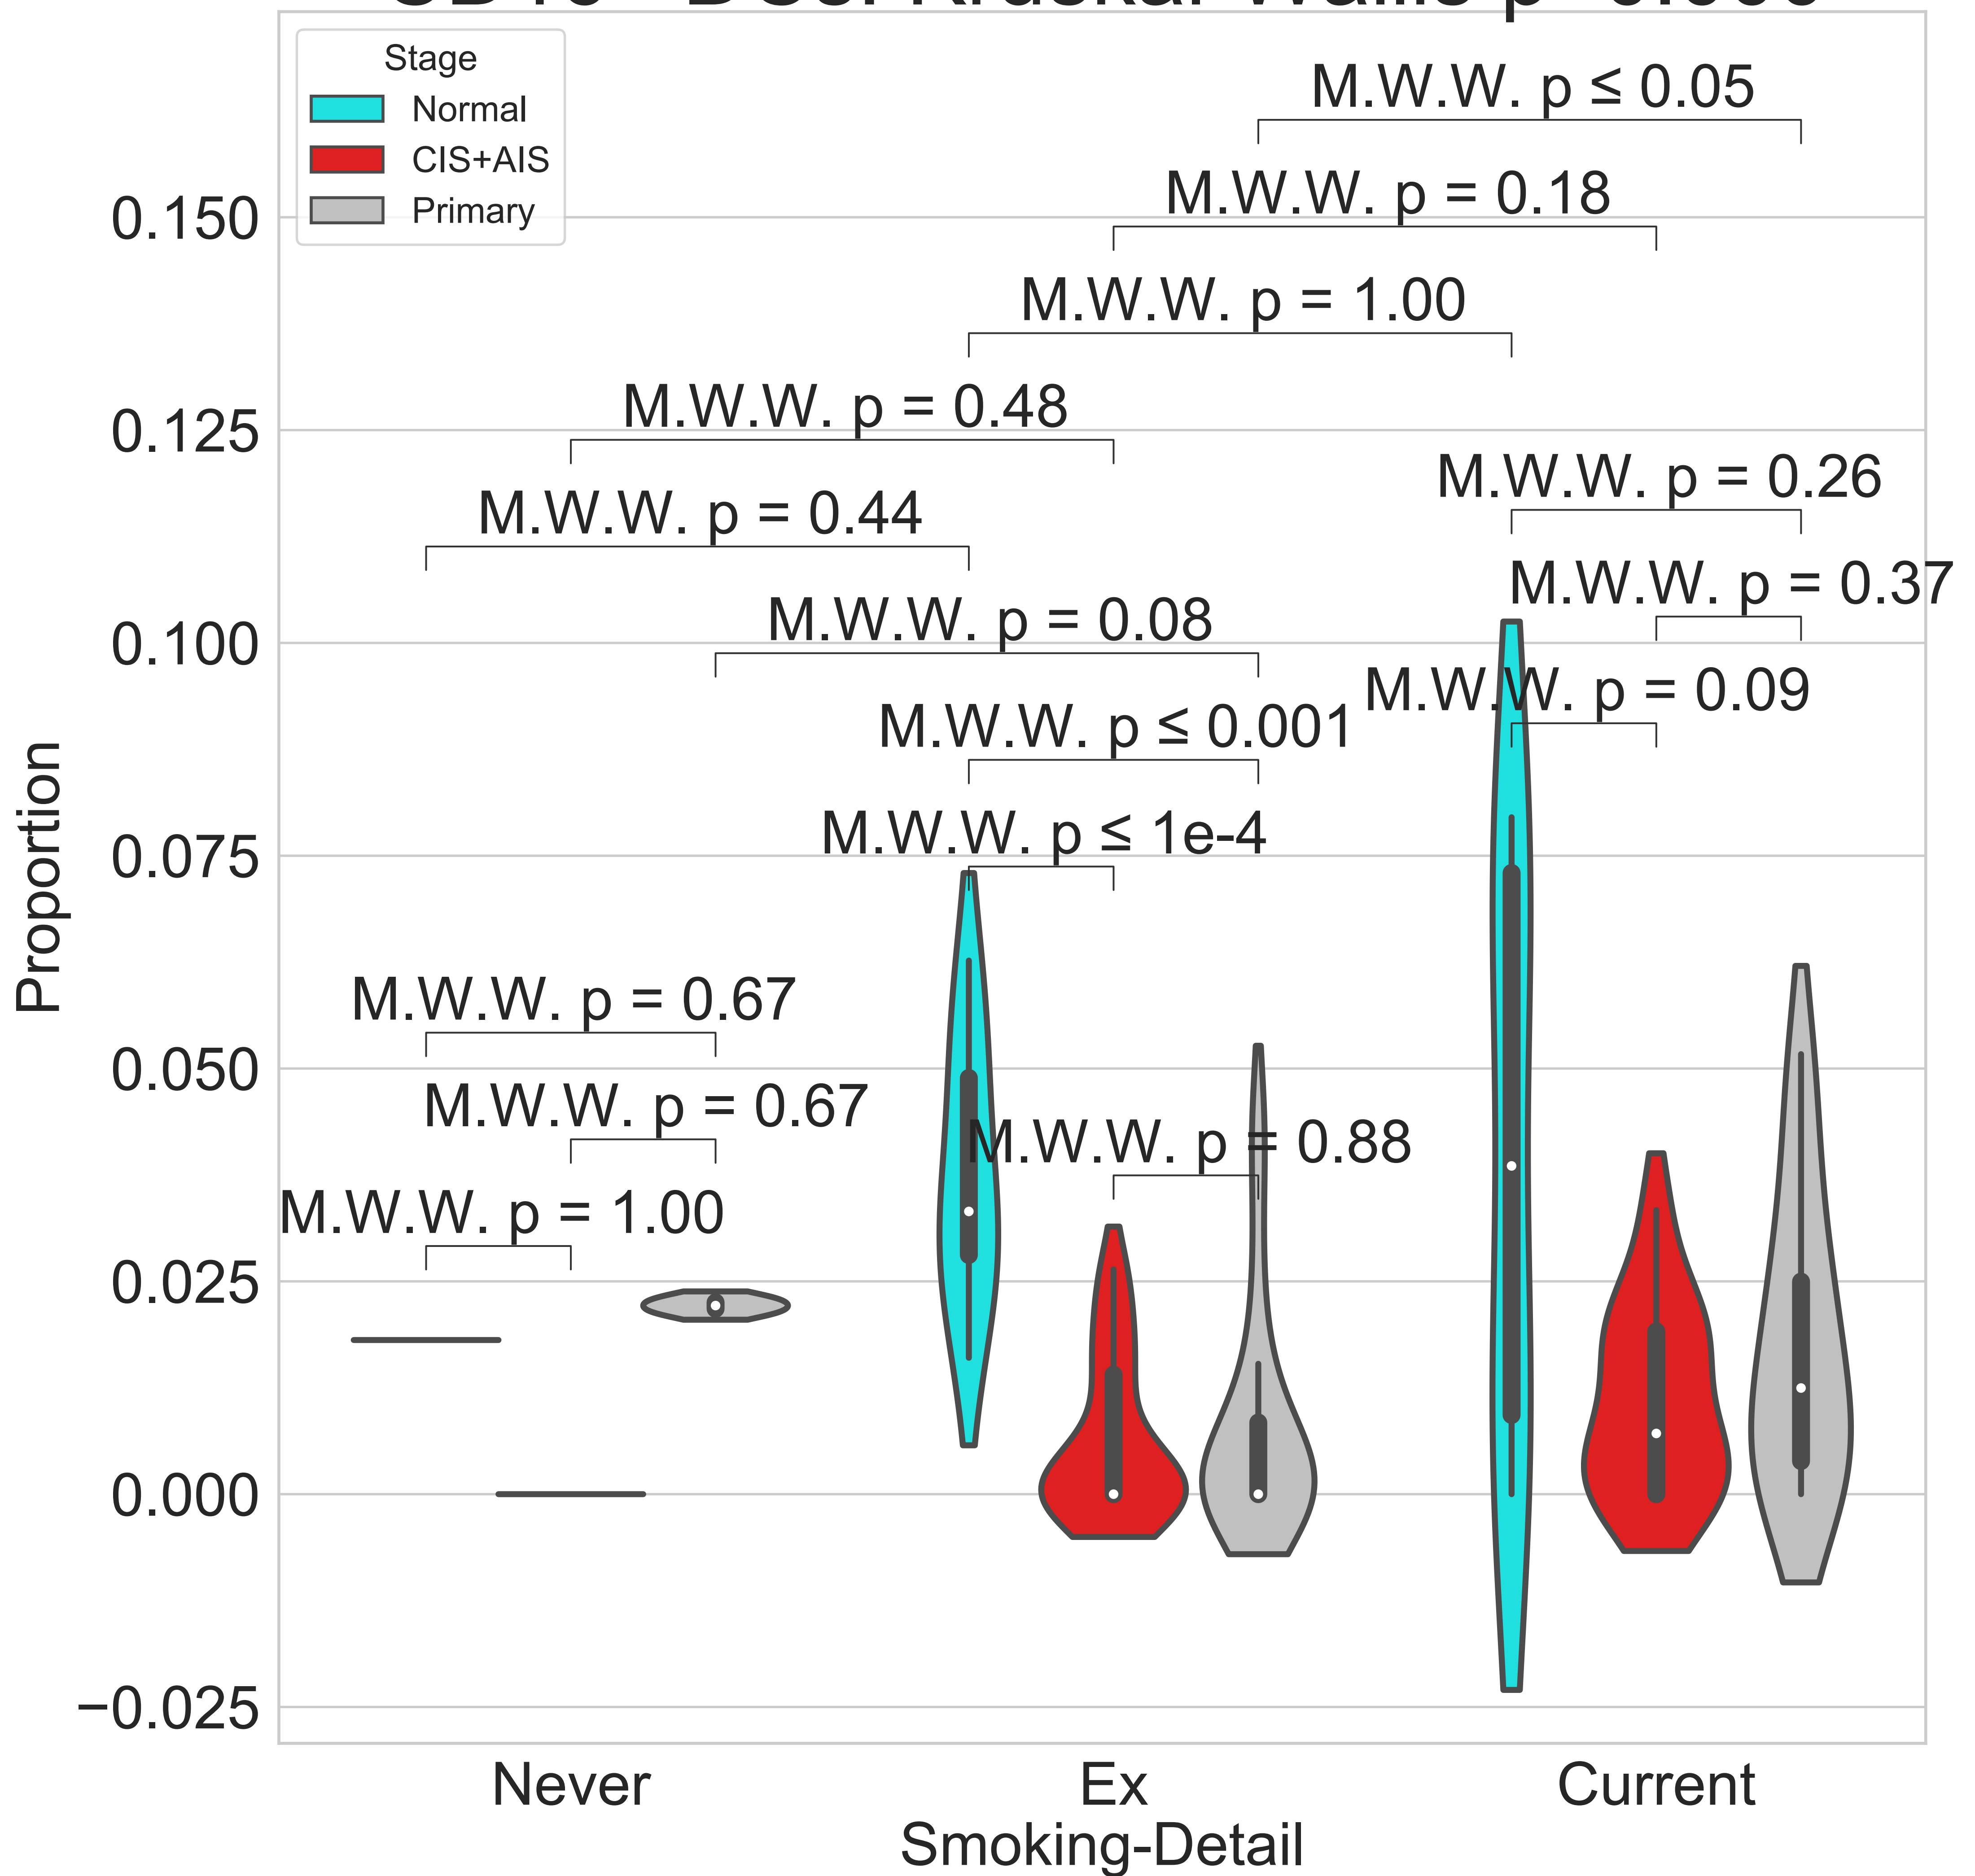 Stage
Normal
CIS+AIS
Primary
M.W.W. p ≤ 0.05
M.W.W. p = 0.18
M.W.W. p = 1.00
M.W.W. p = 0.48
M.W.W. p = 0.26
M.W.W. p = 0.44
M.W.W. p = 0.37
M.W.W. p = 0.08
M.W.W. p = 0.09
M.W.W. p ≤ 0.001
M.W.W. p ≤ 1e-4
M.W.W. p = 0.67
M.W.W. p = 0.67
M.W.W. p = 0.88
M.W.W. p = 1.00
0.150
0.125
0.100
0.075
0.050
0.025
0.000
−0.025
Proportion
Never Ex Current
Smoking-Detail